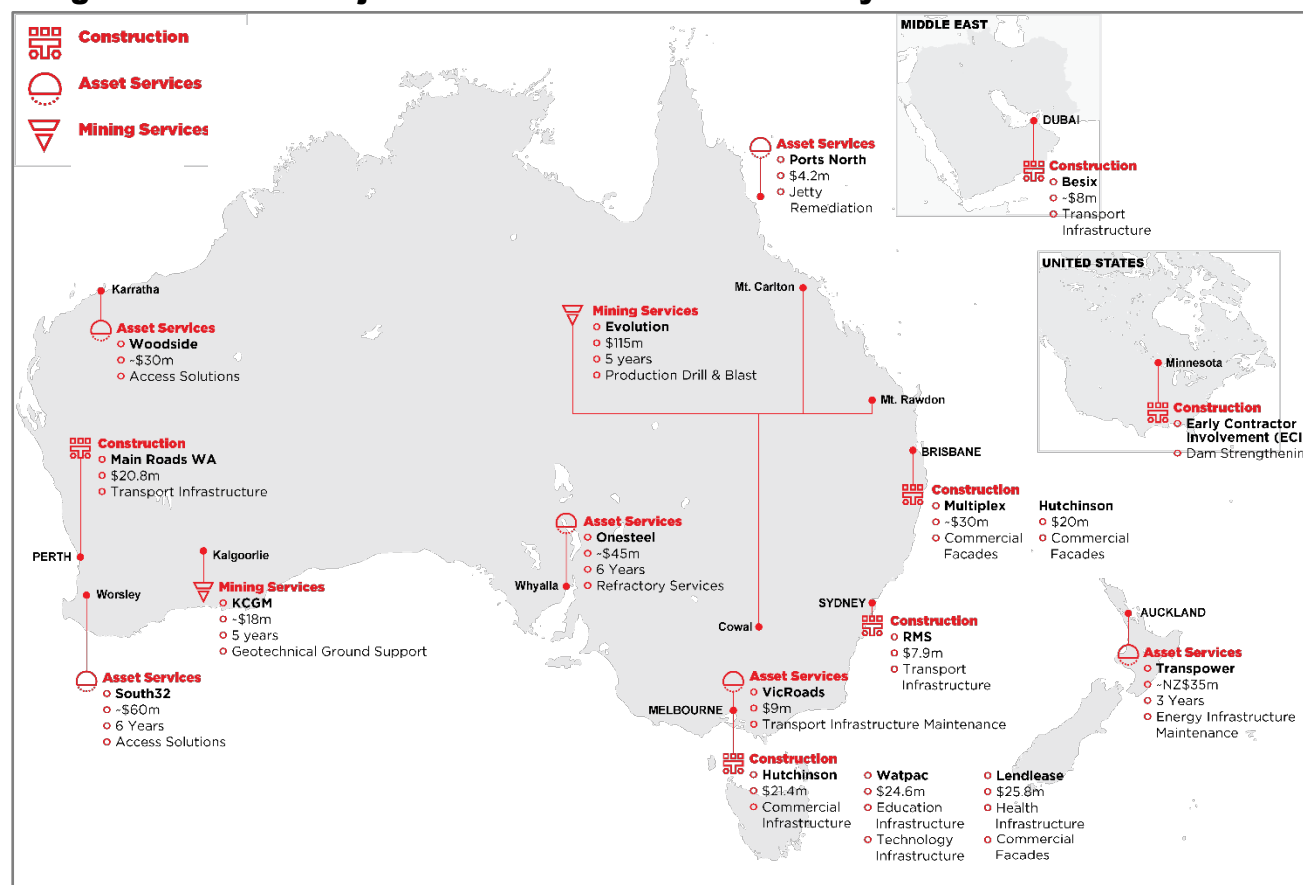 Construction
Asset Services
Mining Services
MIDDLE EAST
DUBAI
Construction
Besix
~$8m
Transport
Infrastructure
Asset Services
Ports North
$4.2m
Jetty
Remediation
UNITED STATES
Minnesota
Construction
Early Contractor
Involvement (ECI
Dam Strengthenin
Karratha
Asset Services
Woodside
~$30m
Access Solutions
Mt. Carlton
Mining Services
Evolution
$115m
5 years
Production Drill & Blast
Mt. Rawdon
Construction
Main Roads WA
$20.8m
Transport Infrastructure
BRISBANE
Construction
Multiplex
~$30m
Commercial
Facades
Hutchinson
$20m
Commercial
Facades
Asset Services
Onesteel
~$45m
6 Years
Refractory Services
Whyalla
PERTH
Kalgoorlie
Mining Services
KCGM
~$18m
5 years
Geotechnical Ground Support
Worsley
Asset Services
South32
~$60m
6 Years
Access Solutions
Cowal
SYDNEY
Construction
RMS
$7.9m
Transport
Infrastructure
AUCKLAND
Asset Services
Transpower
~NZ$35m
3 Years
Energy Infrastructure
Maintenance
Asset Services
VicRoads
$9m
Transport Infrastructure Maintenance
MELBOURNE
Construction
Hutchinson
$21.4m
Commercial
Infrastructure
Watpac
$24.6m
Education
Infrastructure
Technology
Infrastructure
Lendlease
$25.8m
Health
Infrastructure
Commercial
Facades